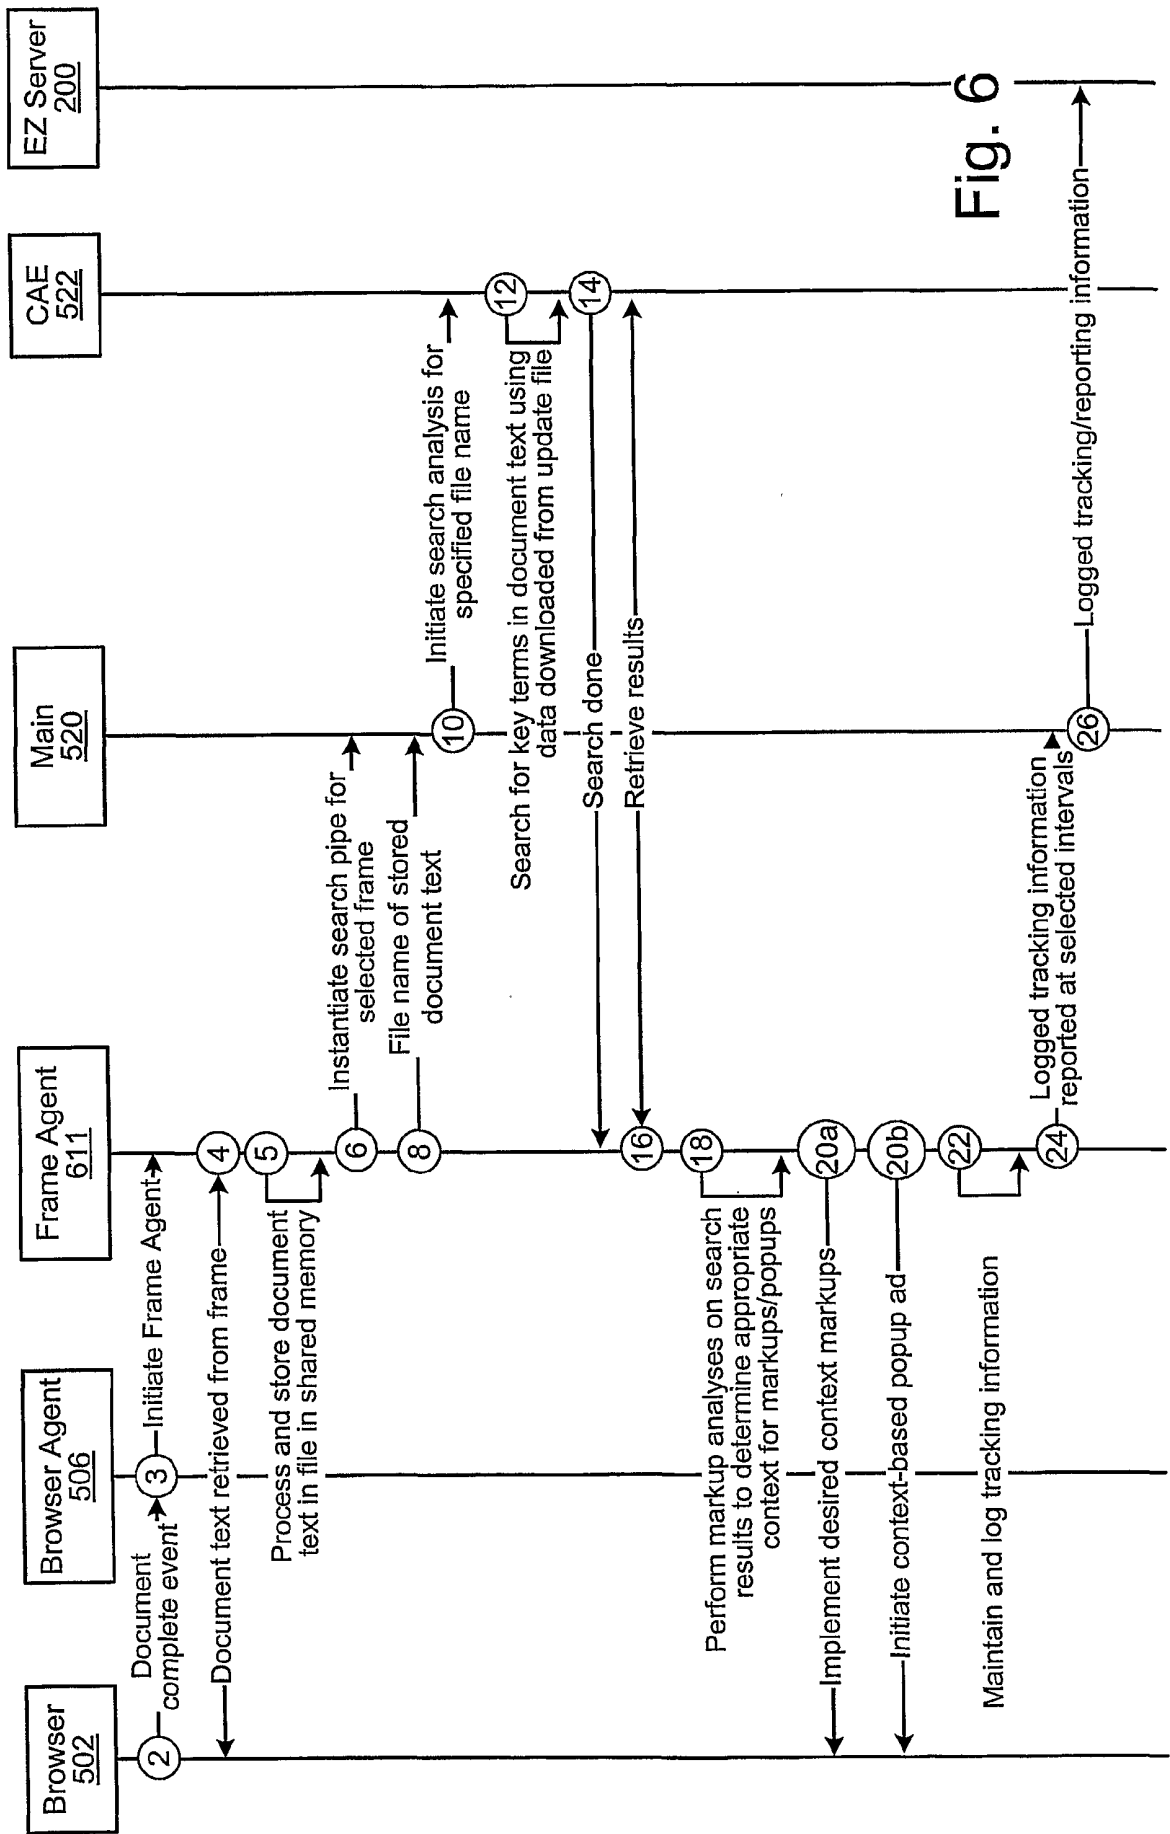 Browser
502
Browser Agent
506
Frame Agent
611
Main
520
CAE
522
EZ Server
200
2
Document
complete event
3
Initiate Frame Agent
4
Document text retrieved from frame
5
Process and store document
text in file in shared memory
6
Instantiate search pipe for
selected frame
8
File name of stored
document text
10
Initiate search analysis for
specified file name
12
Search for key terms in document text using
data downloaded from update file
14
Search done
16
Retrieve results
18
Perform markup analyses on search
results to determine appropriate
context for markups/popups
20a
Implement desired context markups
20b
Initiate context-based popup ad
22
Maintain and log tracking information
24
Logged tracking information
reported at selected intervals
26
Logged tracking/reporting information
Fig. 6